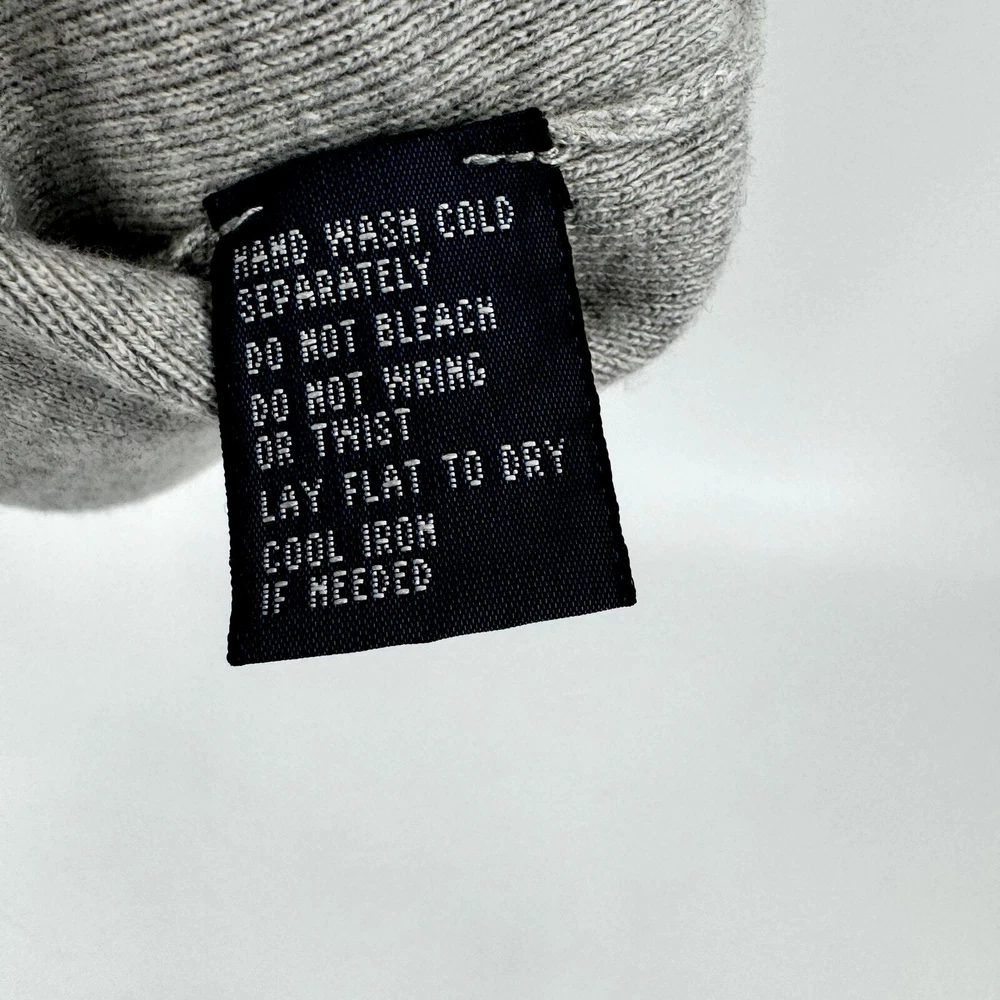 HAND WASH COLD
SEPARATELY
DO NOT BLEACH
DO NOT WRING
OR TWIST
LAY FLAT TO DRY
COOL IRON
IF NEEDED